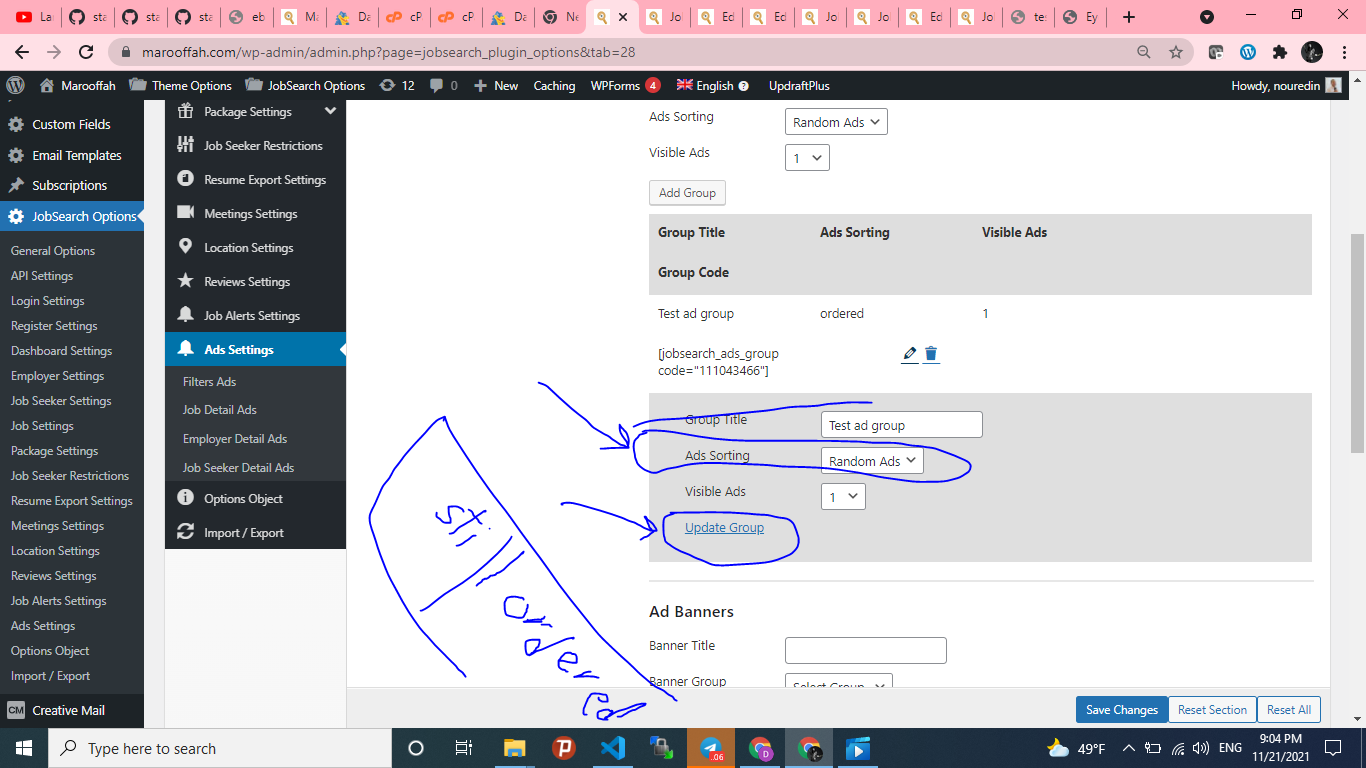 La
sta
sta
sta
eb
Ma
Da
cP
cP
Da
Ne
Jo
Ed
Ed
Jo
Jo
Ed
Jo
te
Ey
marooffah.com/wp-admin/admin.php?page=jobsearch_plugin_options&tab=28
Marooffah Theme Options JobSearch Options 12 0 New Caching WPForms 4 English UpdraftPlus Howdy, nouredin
Custom Fields
Email Templates
Subscriptions
JobSearch Options
General Options
API Settings
Login Settings
Register Settings
Dashboard Settings
Employer Settings
Job Seeker Settings
Job Settings
Package Settings
Job Seeker Restrictions
Resume Export Settings
Meetings Settings
Location Settings
Reviews Settings
Job Alerts Settings
Ads Settings
Options Object
Import / Export
CM Creative Mail
Package Settings
Job Seeker Restrictions
Resume Export Settings
Meetings Settings
Location Settings
Reviews Settings
Job Alerts Settings
Ads Settings
Filters Ads
Job Detail Ads
Employer Detail Ads
Job Seeker Detail Ads
Options Object
Import / Export
Ads Sorting Random Ads
Visible Ads 1
Add Group
Group Title Ads Sorting Visible Ads
Group Code
Test ad group ordered 1
[jobsearch_ads_group
code="111043466"]
Group Title Test ad group
Ads Sorting Random Ads
Visible Ads 1
Update Group
Ad Banners
Banner Title
Banner Group Select Group
Save Changes Reset Section Reset All
Type here to search
.06
49°F ENG 9:04 PM
11/21/2021